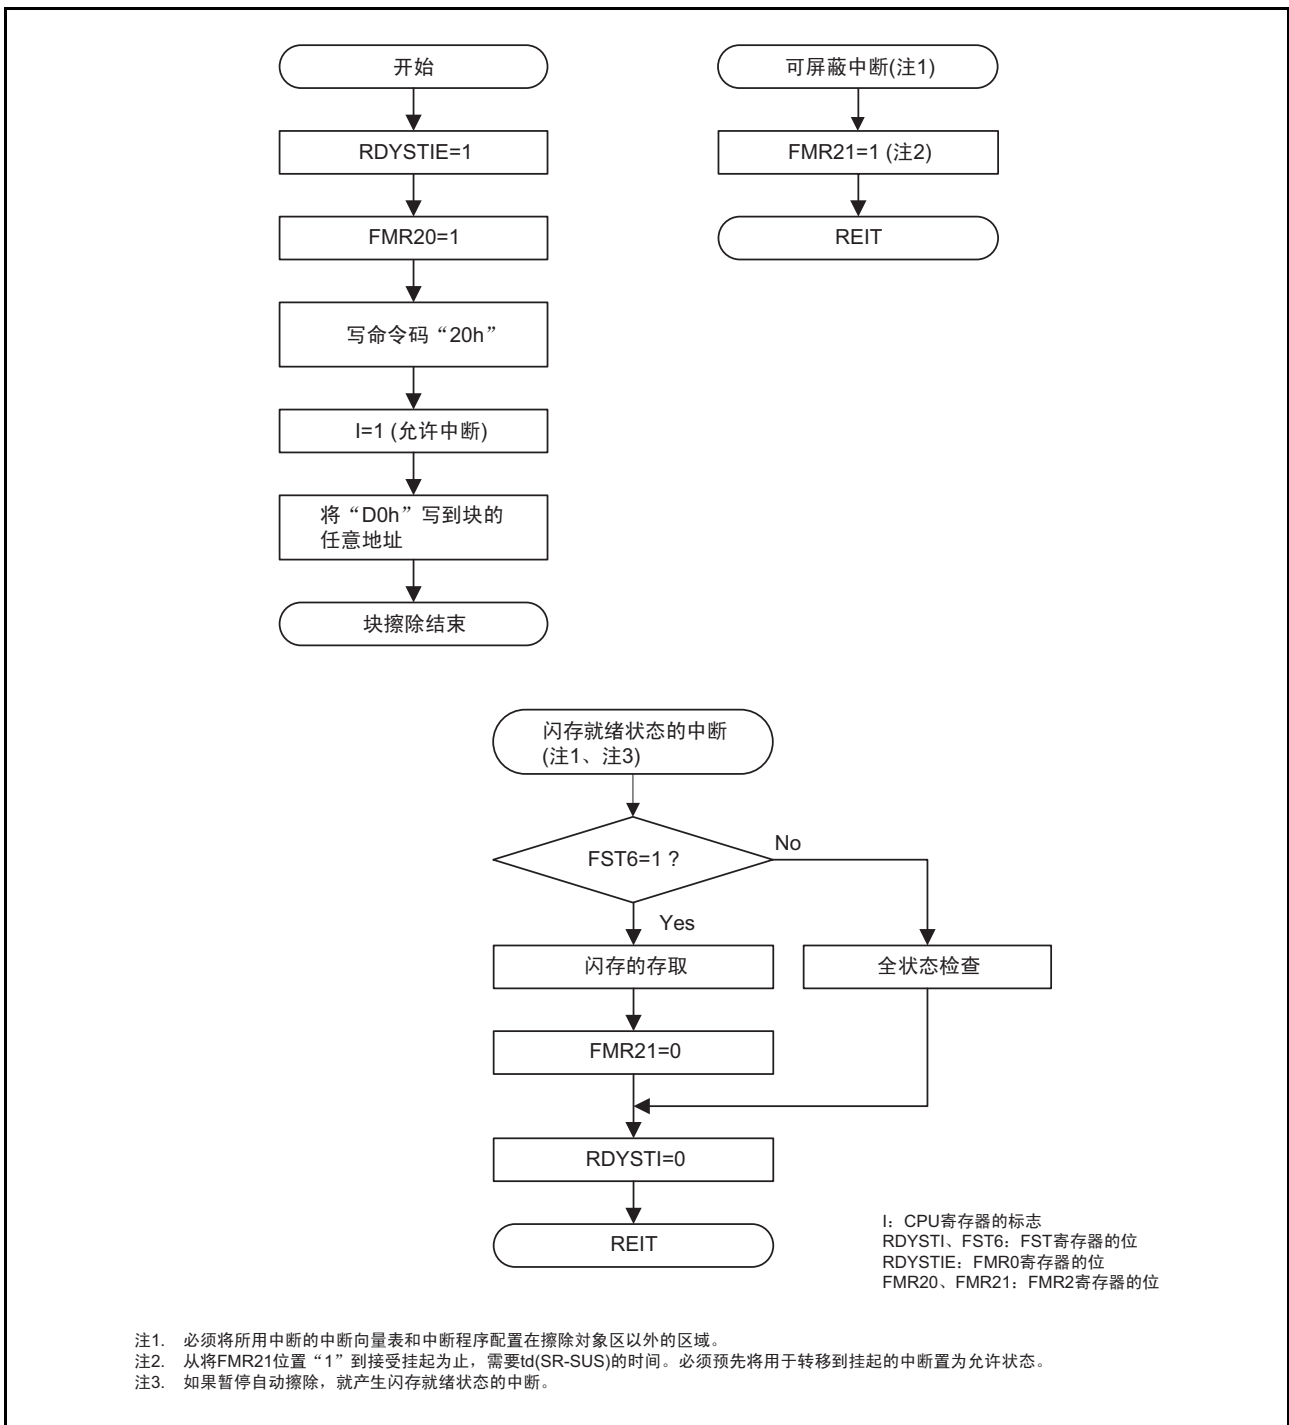 开始
RDYSTIE=1
FMR20=1
写命令码“20h”
I=1 (允许中断)
将“D0h”写到块的
任意地址
块擦除结束
可屏蔽中断(注1)
FMR21=1 (注2)
REIT
闪存就绪状态的中断
(注1、注3)
FST6=1 ?
No
Yes
闪存的存取
全状态检查
FMR21=0
RDYSTI=0
REIT
I：CPU寄存器的标志
RDYSTI、FST6：FST寄存器的位
RDYSTIE：FMR0寄存器的位
FMR20、FMR21：FMR2寄存器的位
注1. 必须将所用中断的中断向量表和中断程序配置在擦除对象区以外的区域。
注2. 从将FMR21位置“1”到接受挂起为止，需要td(SR-SUS)的时间。必须预先将用于转移到挂起的中断置为允许状态。
注3. 如果暂停自动擦除，就产生闪存就绪状态的中断。